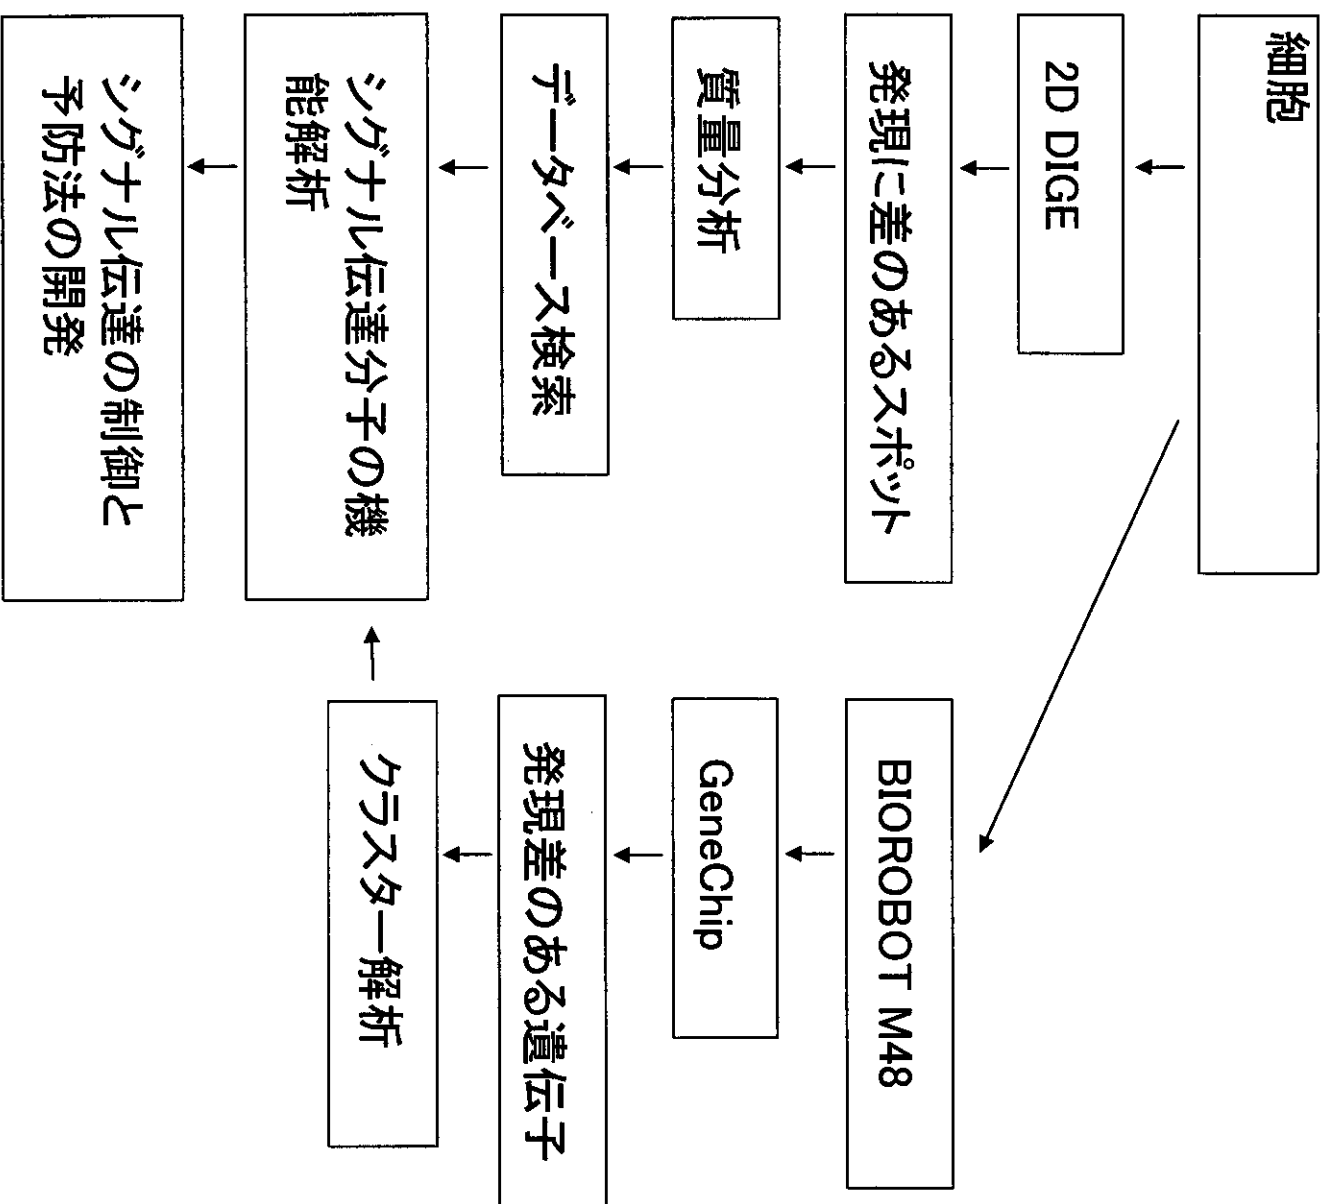 細胞
2D DIGE
発現に差のあるスポット
質量分析
データベース検索
シグナル伝達分子の機
能解析
シグナル伝達の制御と
予防法の開発
BIOROBOT M48
GeneChip
発現差のある遺伝子
クラスター解析